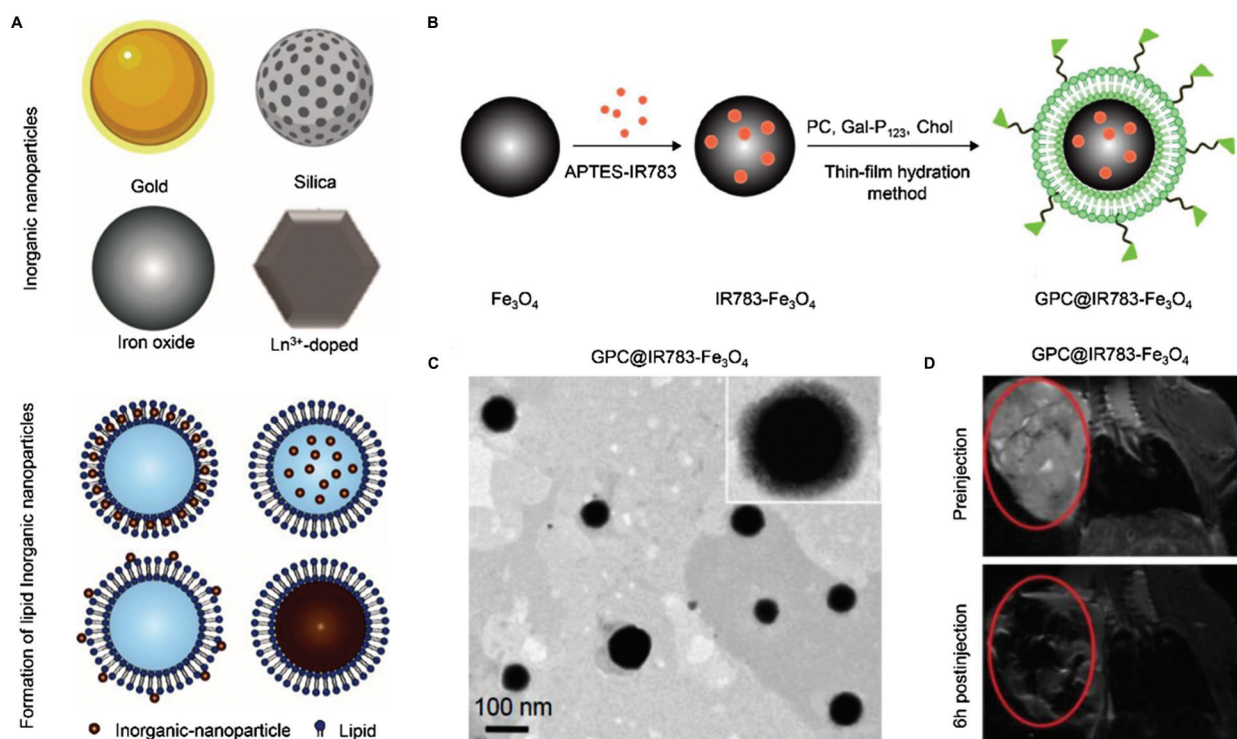 A
Inorganic nanoparticles
Gold
Silica
Iron oxide
Ln³⁺-doped
Formation of lipid Inorganic nanoparticles
Inorganic-nanoparticle
Lipid
B
APTES-IR783
PC, Gal-P₁₂₃, Chol
Thin-film hydration
method
Fe₃O₄
IR783-Fe₃O₄
GPC@IR783-Fe₃O₄
C
GPC@IR783-Fe₃O₄
100 nm
D
GPC@IR783-Fe₃O₄
Preinjection
6h postinjection